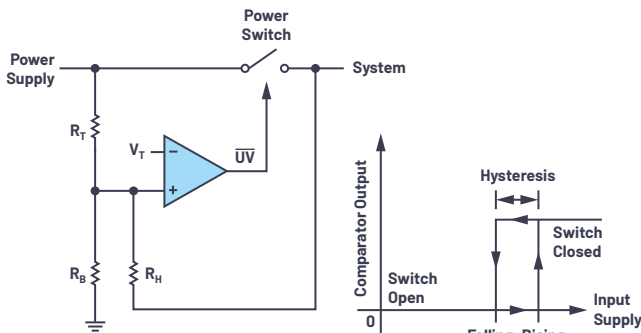 Power
Switch
Power
Supply
System
R_T
V_T
−
UV
+
R_B
R_H
Comparator Output
Hysteresis
Switch
Closed
Switch
Open
Input
Supply
0
Falling Rising